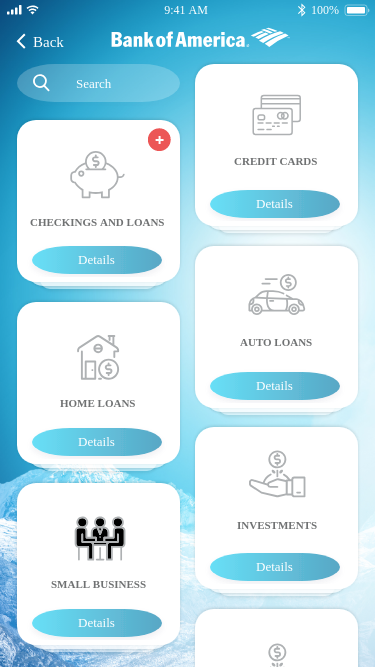 9:41 AM
100%
Back
Bank of America
Search
CHECKINGS AND LOANS
Details
HOME LOANS
Details
SMALL BUSINESS
Details
CREDIT CARDS
Details
AUTO LOANS
Details
INVESTMENTS
Details